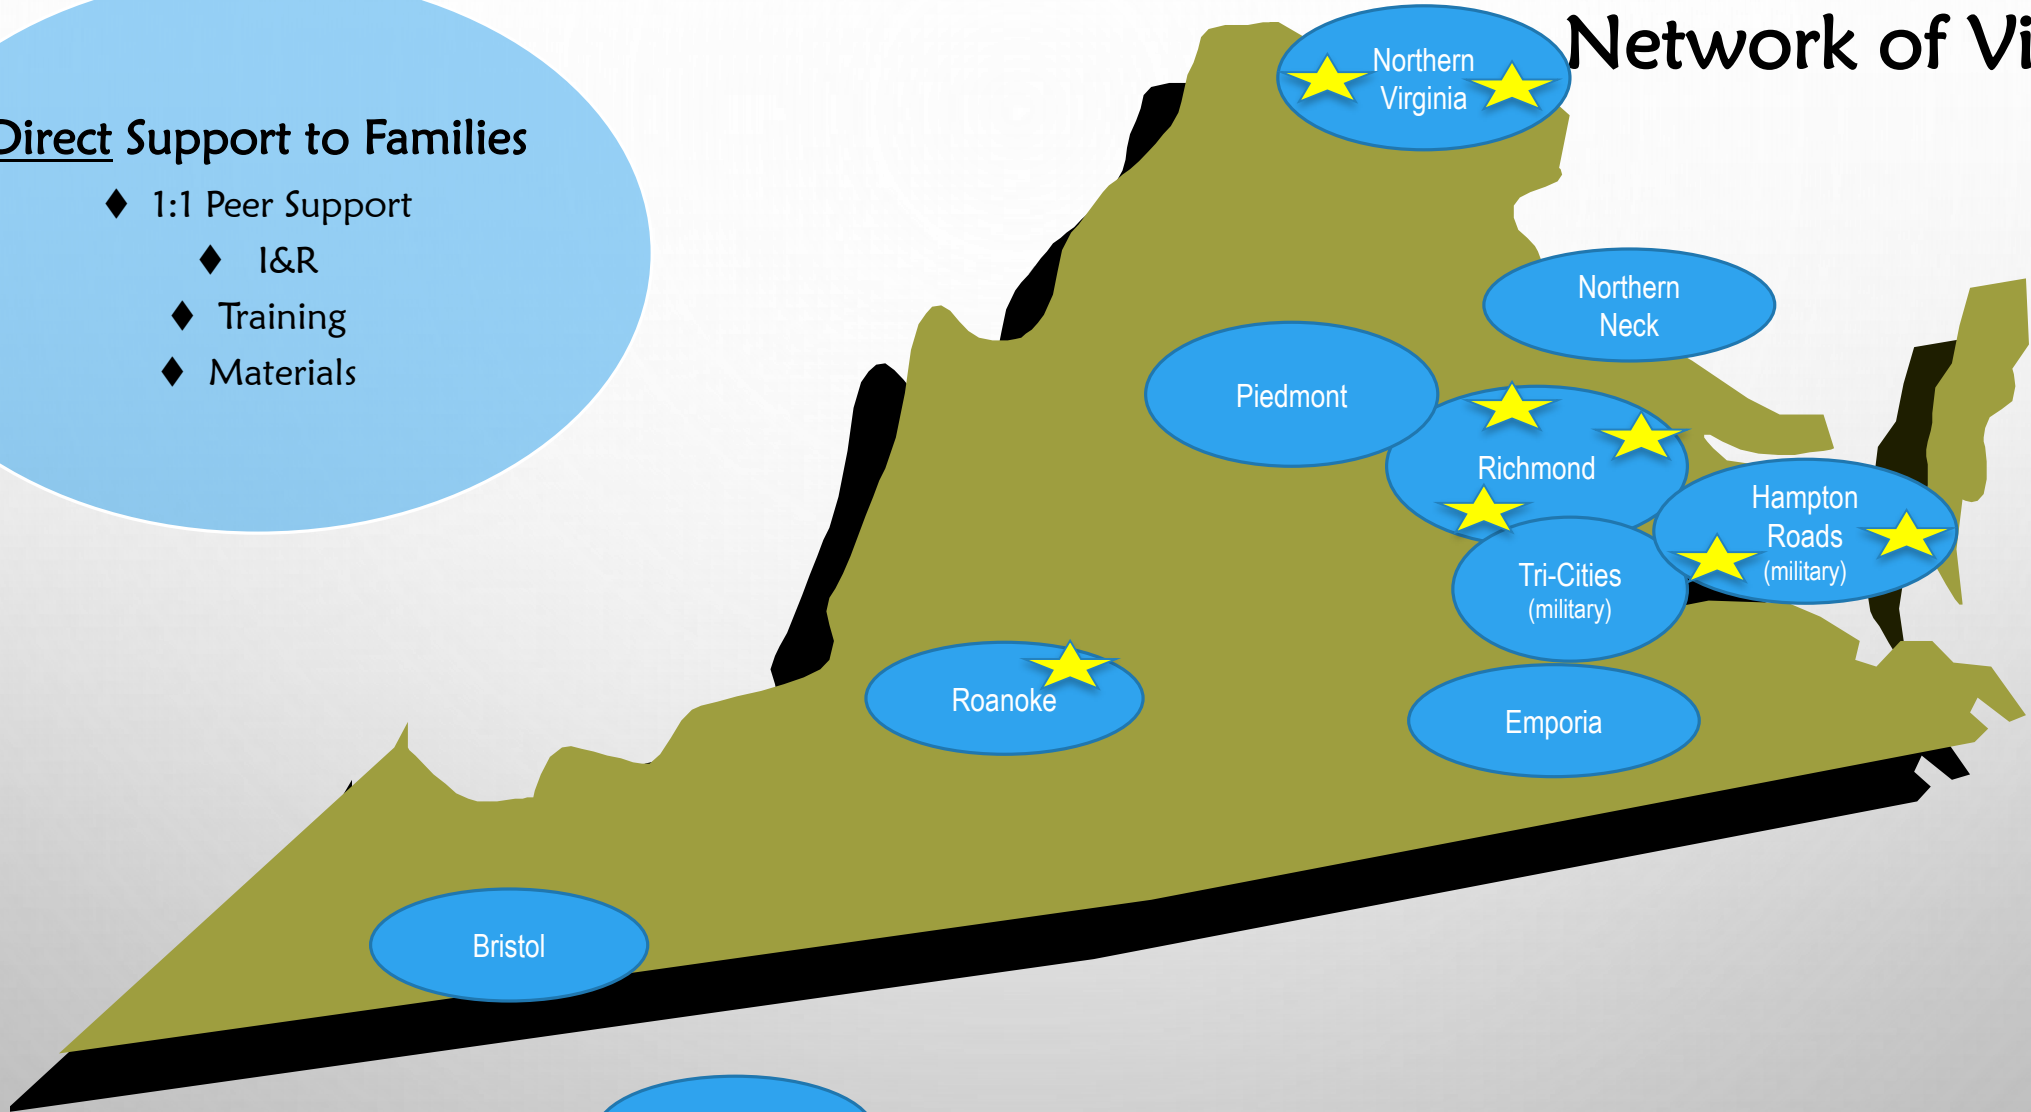 Network of Vi
Direct Support to Families
♦ 1:1 Peer Support
♦ I&R
♦ Training
♦ Materials
Northern
Virginia
Northern
Neck
Piedmont
Richmond
Hampton
Roads
(military)
Tri-Cities
(military)
Roanoke
Emporia
Bristol